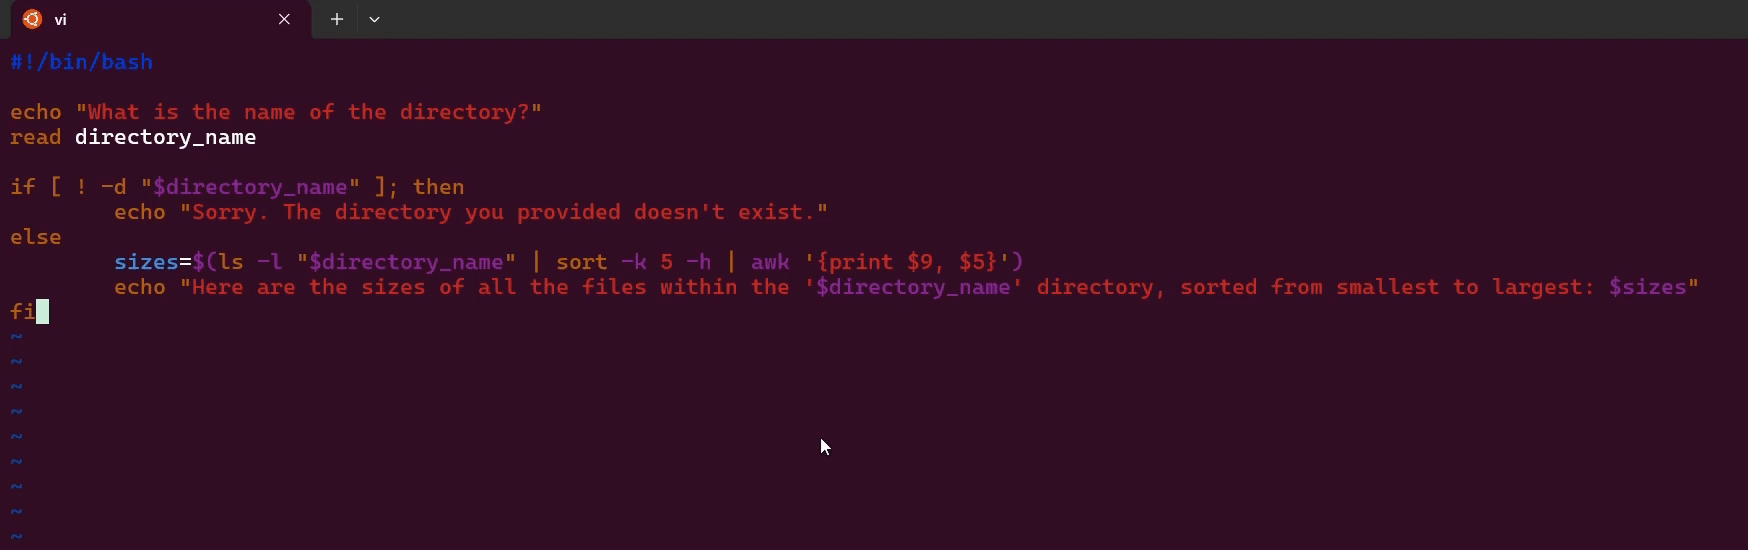 vi
#!/bin/bash
echo "What is the name of the directory?"
read directory_name
if [ ! -d "$directory_name" ]; then
echo "Sorry. The directory you provided doesn't exist."
else
sizes=$(ls -l "$directory_name" | sort -k 5 -h | awk '{print $9, $5}')
echo "Here are the sizes of all the files within the '$directory_name' directory, sorted from smallest to largest: $sizes"
fi
~
~
~
~
~
~
~
~
~